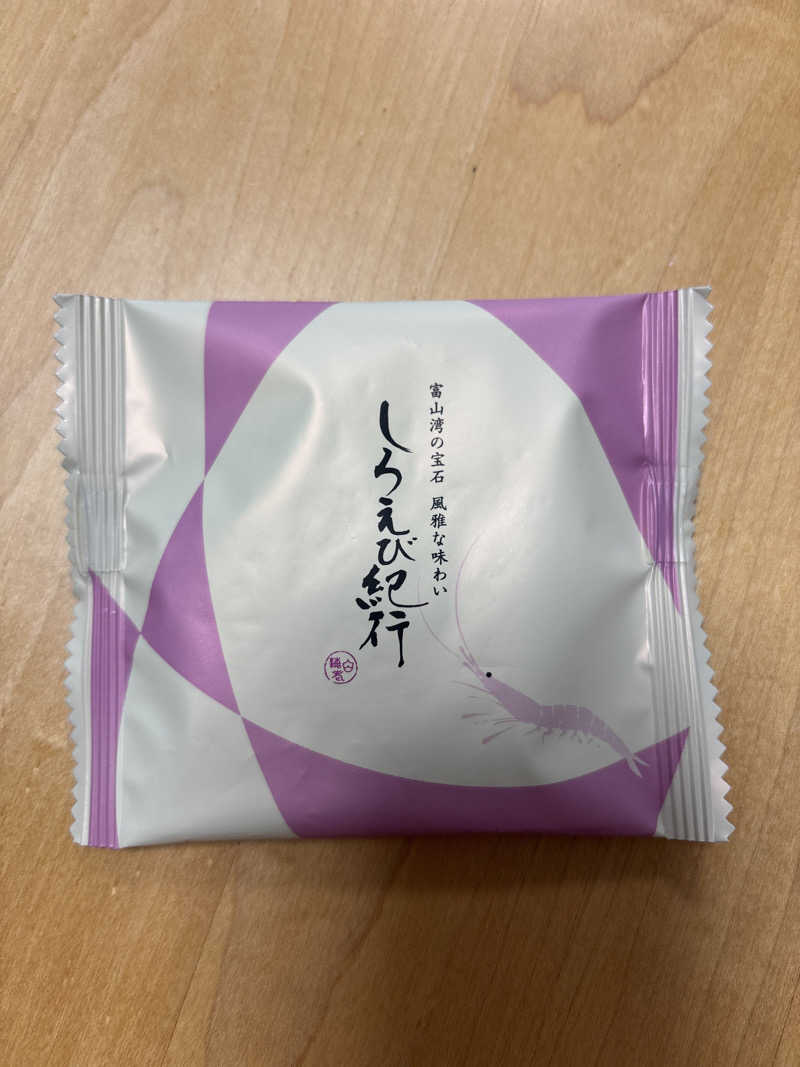 富山湾の宝石 風雅な味わい
しろえび紀行